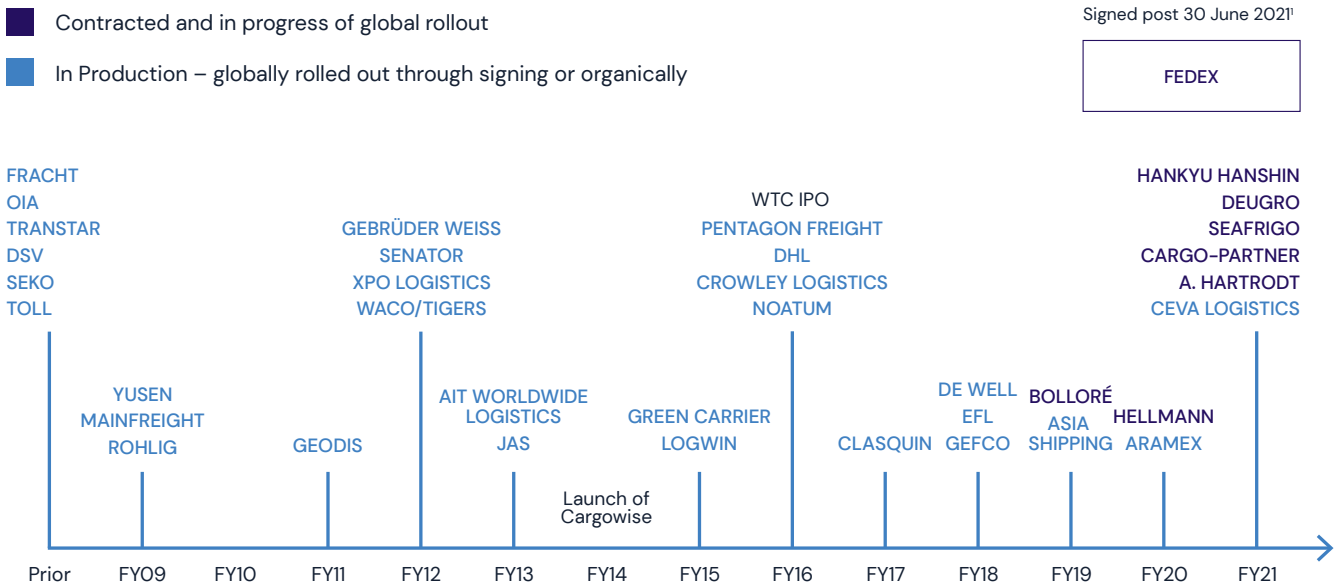 Contracted and in progress of global rollout
In Production – globally rolled out through signing or organically
Signed post 30 June 2021¹
FEDEX
FRACHT
OIA
TRANSTAR
DSV
SEKO
TOLL
YUSEN
MAINFREIGHT
ROHLIG
GEODIS
GEBRÜDER WEISS
SENATOR
XPO LOGISTICS
WACO/TIGERS
AIT WORLDWIDE
LOGISTICS
JAS
Launch of
Cargowise
GREEN CARRIER
LOGWIN
WTC IPO
PENTAGON FREIGHT
DHL
CROWLEY LOGISTICS
NOATUM
CLASQUIN
DE WELL
EFL
GEFCO
BOLLORÉ
ASIA
SHIPPING
HELLMANN
ARAMEX
HANKYU HANSHIN
DEUGRO
SEAFRIGO
CARGO-PARTNER
A. HARTRODT
CEVA LOGISTICS
Prior FY09 FY10 FY11 FY12 FY13 FY14 FY15 FY16 FY17 FY18 FY19 FY20 FY21